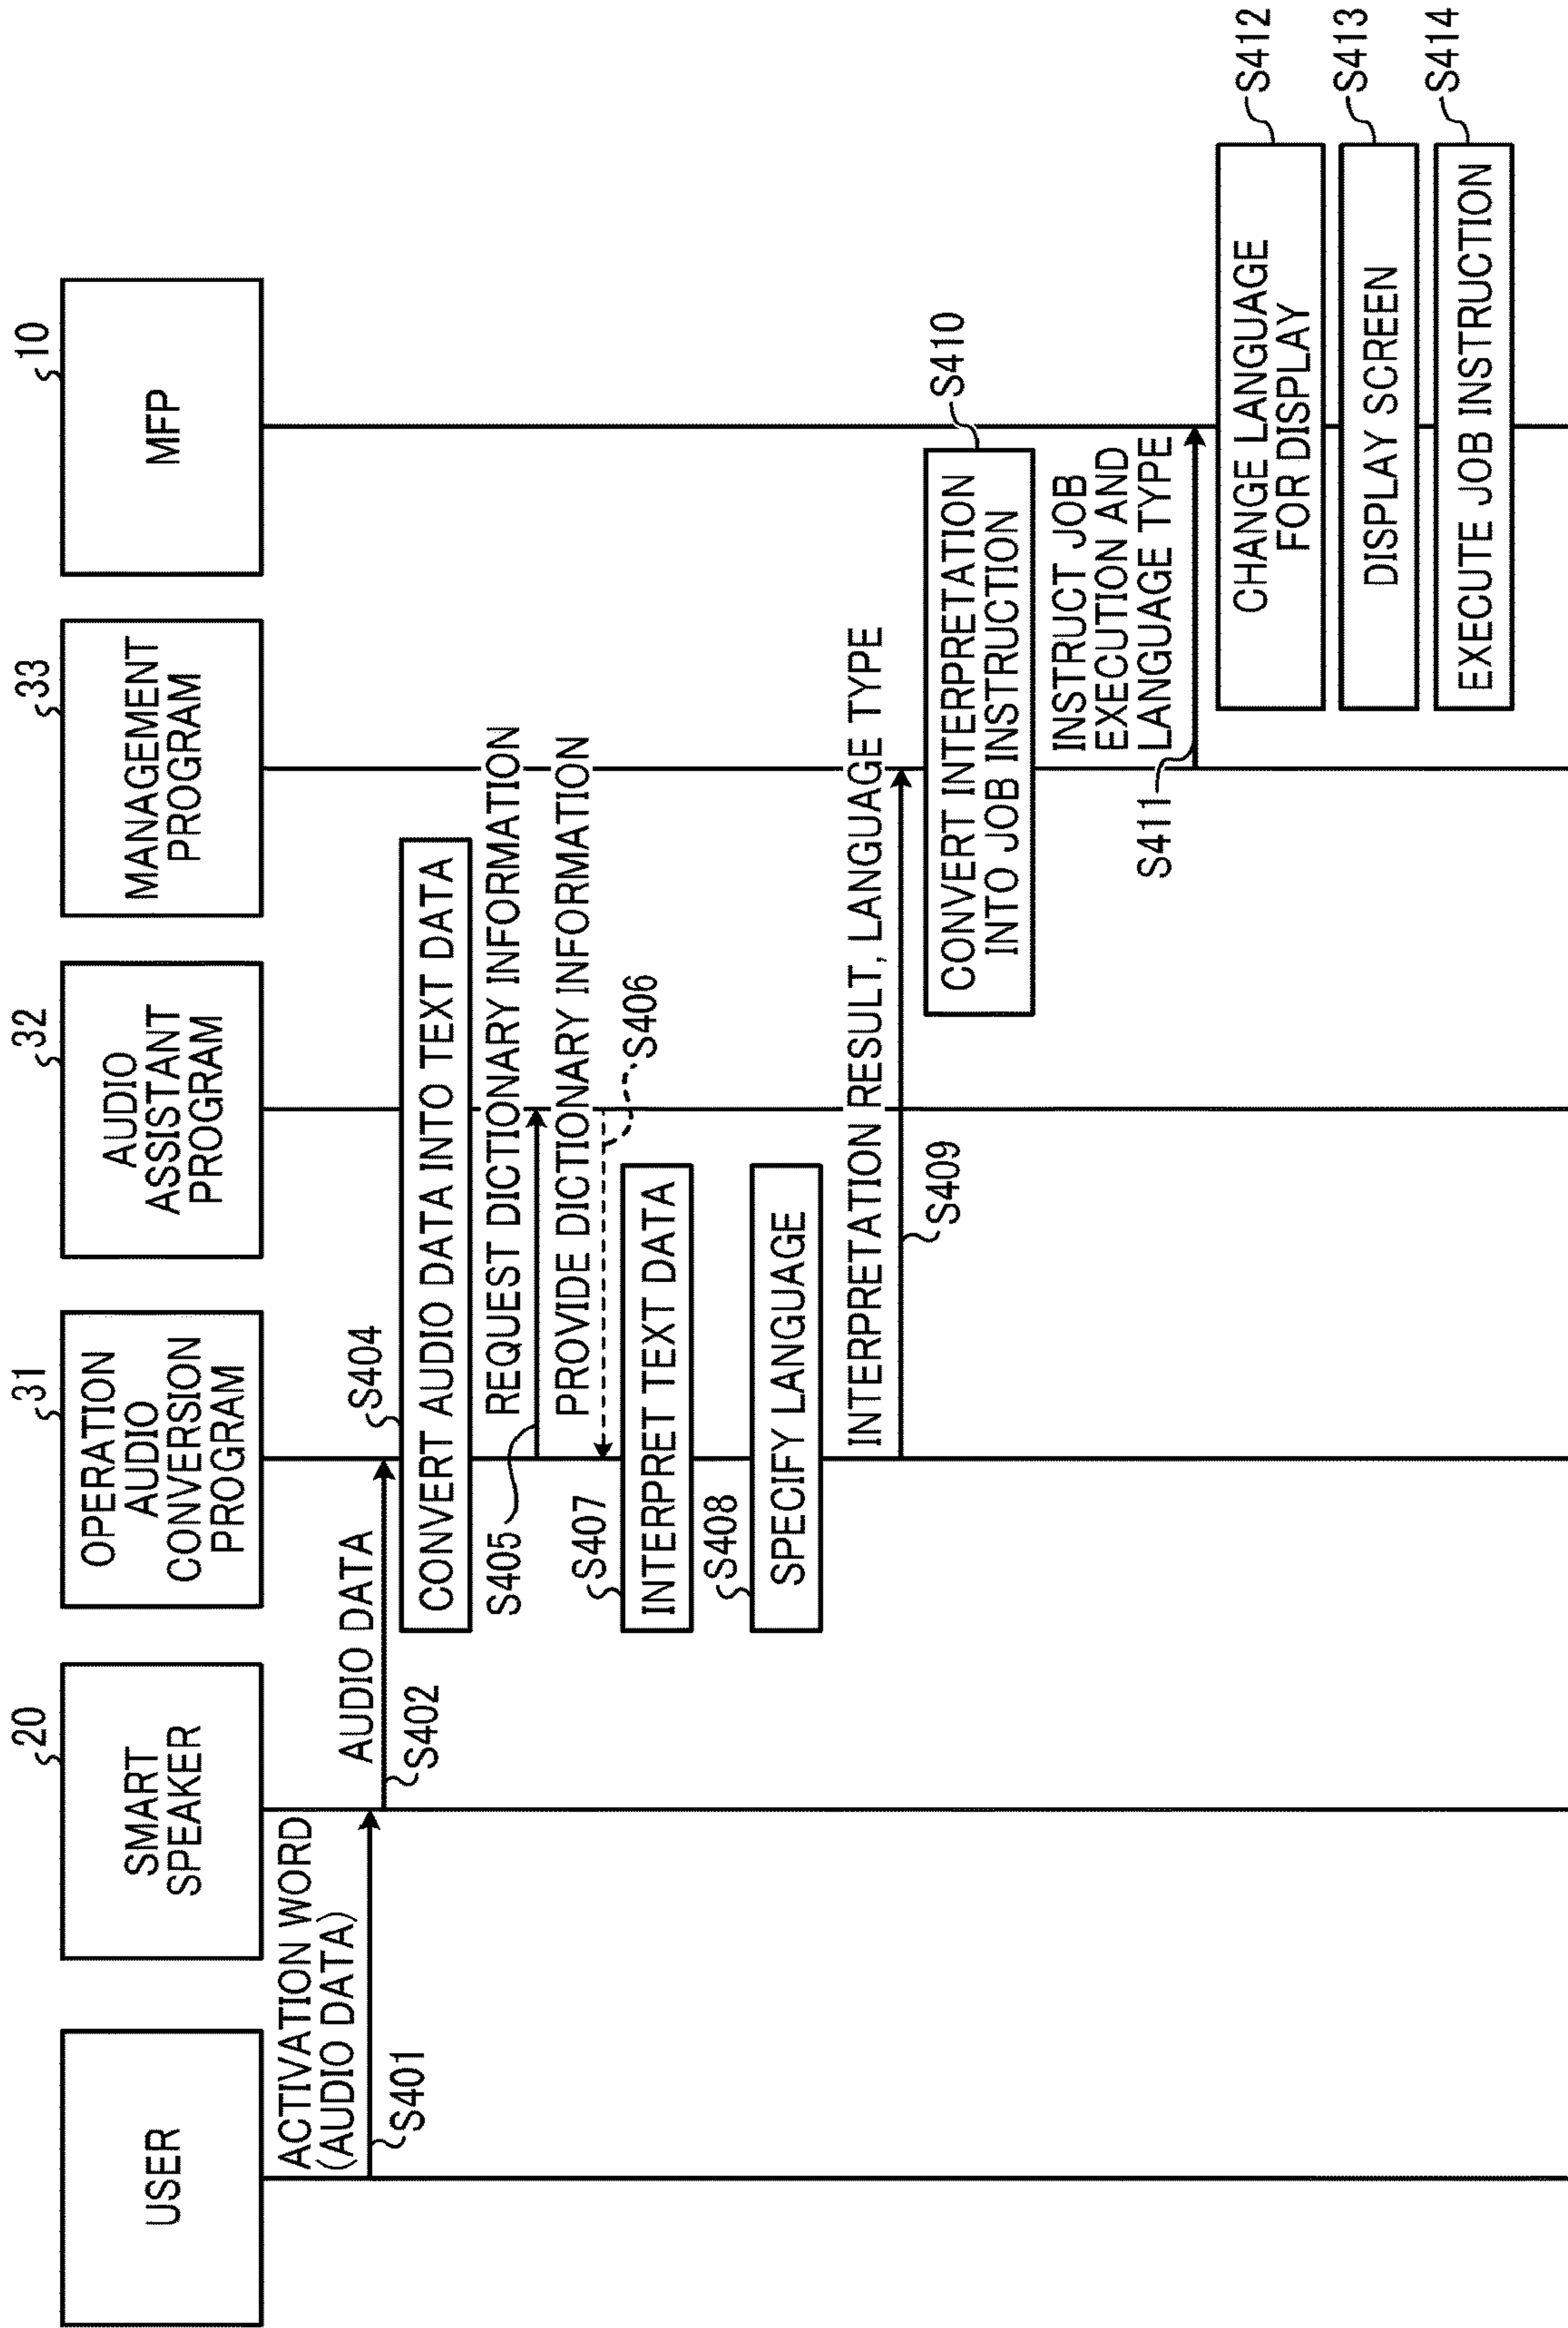 USER
20
SMART
SPEAKER
31
OPERATION
AUDIO
CONVERSION
PROGRAM
32
AUDIO
ASSISTANT
PROGRAM
33
MANAGEMENT
PROGRAM
10
MFP
ACTIVATION WORD
(AUDIO DATA)
S401
AUDIO DATA
S402
S404
CONVERT AUDIO DATA INTO TEXT DATA
REQUEST DICTIONARY INFORMATION
S405
PROVIDE DICTIONARY INFORMATION
S406
S407
INTERPRET TEXT DATA
S408
SPECIFY LANGUAGE
INTERPRETATION RESULT, LANGUAGE TYPE
S409
S410
CONVERT INTERPRETATION
INTO JOB INSTRUCTION
INSTRUCT JOB
EXECUTION AND
LANGUAGE TYPE
S411
CHANGE LANGUAGE
FOR DISPLAY
S412
DISPLAY SCREEN
S413
EXECUTE JOB INSTRUCTION
S414